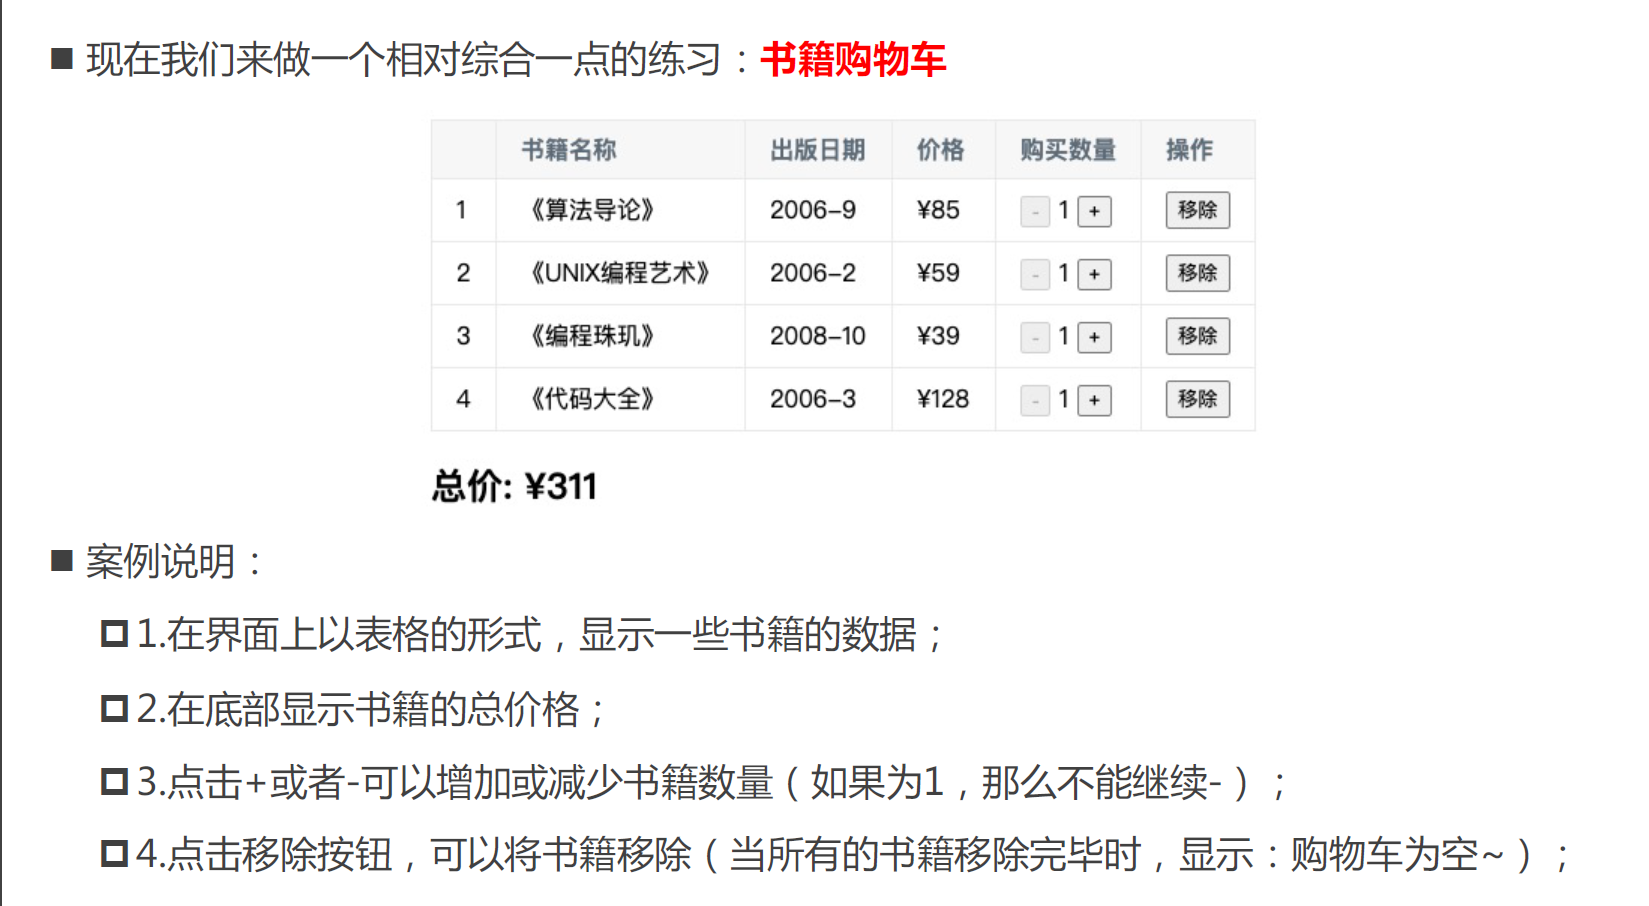 现在我们来做一个相对综合一点的练习：书籍购物车
书籍名称 出版日期 价格 购买数量 操作
1 《算法导论》 2006-9 ¥85 - 1 + 移除
2 《UNIX编程艺术》 2006-2 ¥59 - 1 + 移除
3 《编程珠玑》 2008-10 ¥39 - 1 + 移除
4 《代码大全》 2006-3 ¥128 - 1 + 移除
总价: ¥311
案例说明：
1.在界面上以表格的形式，显示一些书籍的数据；
2.在底部显示书籍的总价格；
3.点击+或者-可以增加或减少书籍数量（如果为1，那么不能继续-）；
4.点击移除按钮，可以将书籍移除（当所有的书籍移除完毕时，显示：购物车为空~）；